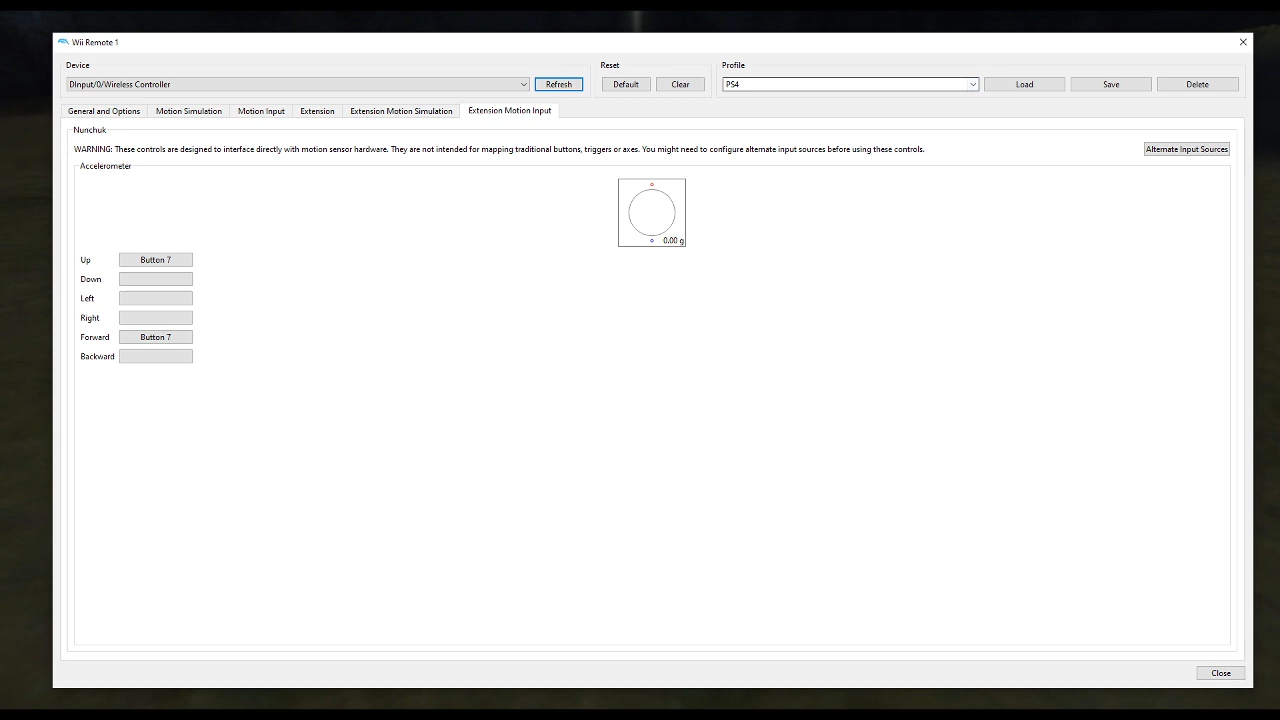 Wii Remote 1
Device
Reset
Profile
DInput/0/Wireless Controller
Refresh
Default
Clear
PS4
Load
Save
Delete
General and Options
Motion Simulation
Motion Input
Extension
Extension Motion Simulation
Extension Motion Input
Nunchuk
WARNING: These controls are designed to interface directly with motion sensor hardware. They are not intended for mapping traditional buttons, triggers or axes. You might need to configure alternate input sources before using these controls.
Alternate Input Sources
Accelerometer
0.00 g
Up
Button 7
Down
Left
Right
Forward
Button 7
Backward
Close